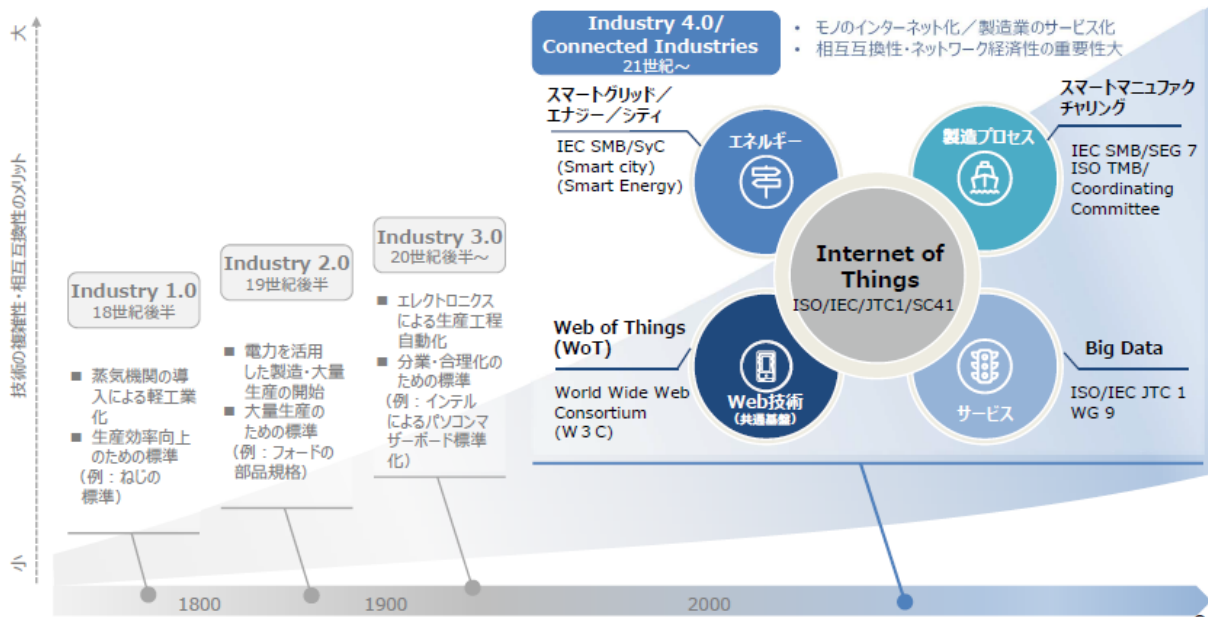 大
技術の複雑性・相互互換性のメリット
小
Industry 1.0
18世紀後半
■ 蒸気機関の導
入による軽工業
化
■ 生産効率向上
のための標準
（例：ねじの
標準）
Industry 2.0
19世紀後半
■ 電力を活用
した製造・大量
生産の開始
■ 大量生産の
ための標準
（例：フォードの
部品規格）
Industry 3.0
20世紀後半～
■ エレクトロニクス
による生産工程
自動化
■ 分業・合理化の
ための標準
（例：インテル
によるパソコンマ
ザーボード標準
化）
Industry 4.0/
Connected Industries
21世紀～
• モノのインターネット化／製造業のサービス化
• 相互互換性・ネットワーク経済性の重要性大
スマートグリッド／
エナジー／シティ
IEC SMB/SyC
(Smart city)
(Smart Energy)
エネルギー
製造プロセス
スマートマニュファク
チャリング
IEC SMB/SEG 7
ISO TMB/
Coordinating
Committee
Internet of
Things
ISO/IEC/JTC1/SC41
Web of Things
(WoT)
World Wide Web
Consortium
(W３C)
Web技術
（共通基盤）
サービス
Big Data
ISO/IEC JTC 1
WG 9
1800
1900
2000